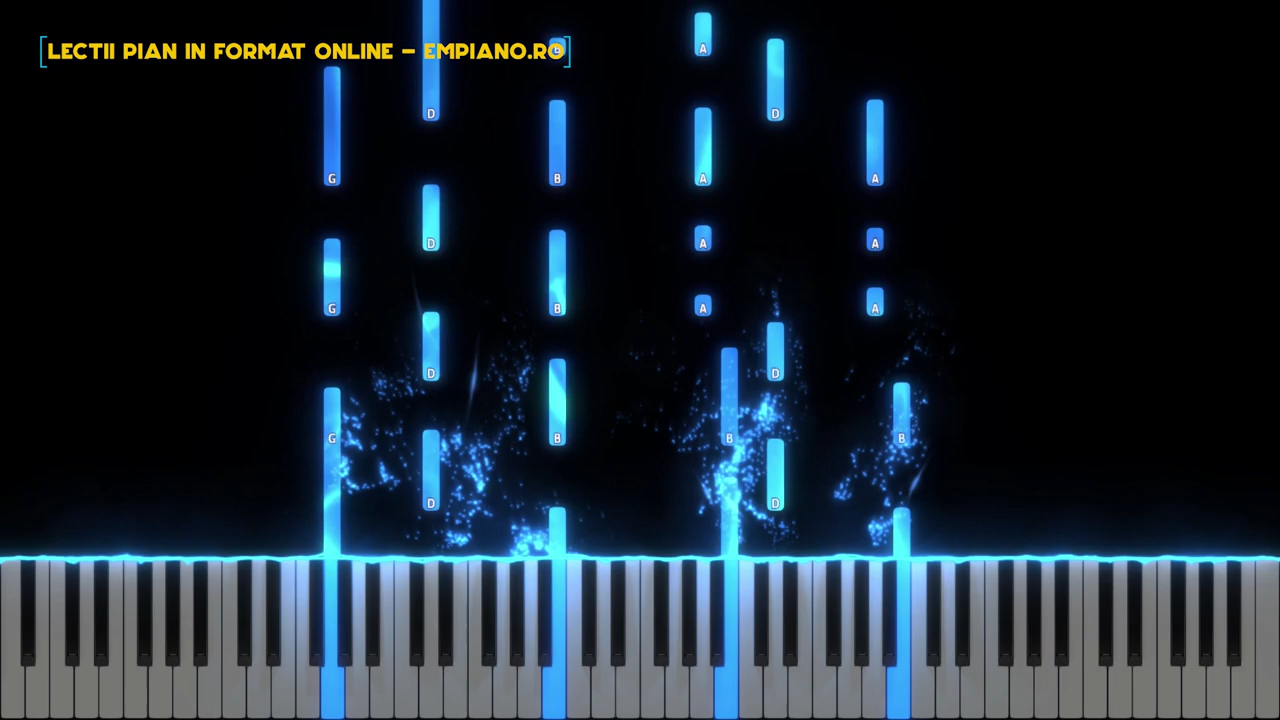 [LECTII PIAN IN FORMAT ONLINE – EMPIANO.RO]
A
D D
G B A A
D A A
G B A A
D D
G B B B
D D